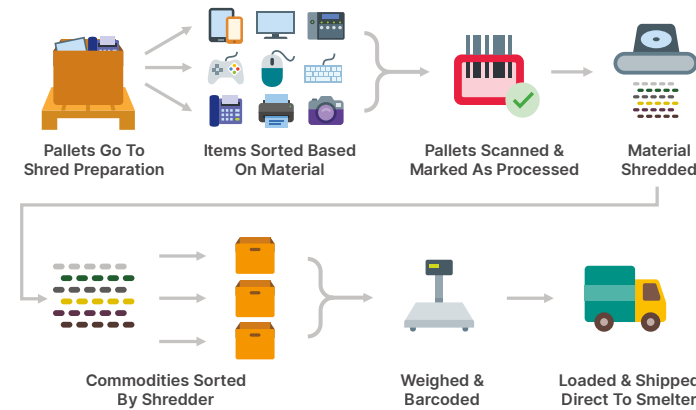 Pallets Go To
Shred Preparation
Items Sorted Based
On Material
Pallets Scanned &
Marked As Processed
Material
Shredded
Commodities Sorted
By Shredder
Weighed &
Barcoded
Loaded & Shipped
Direct To Smelter